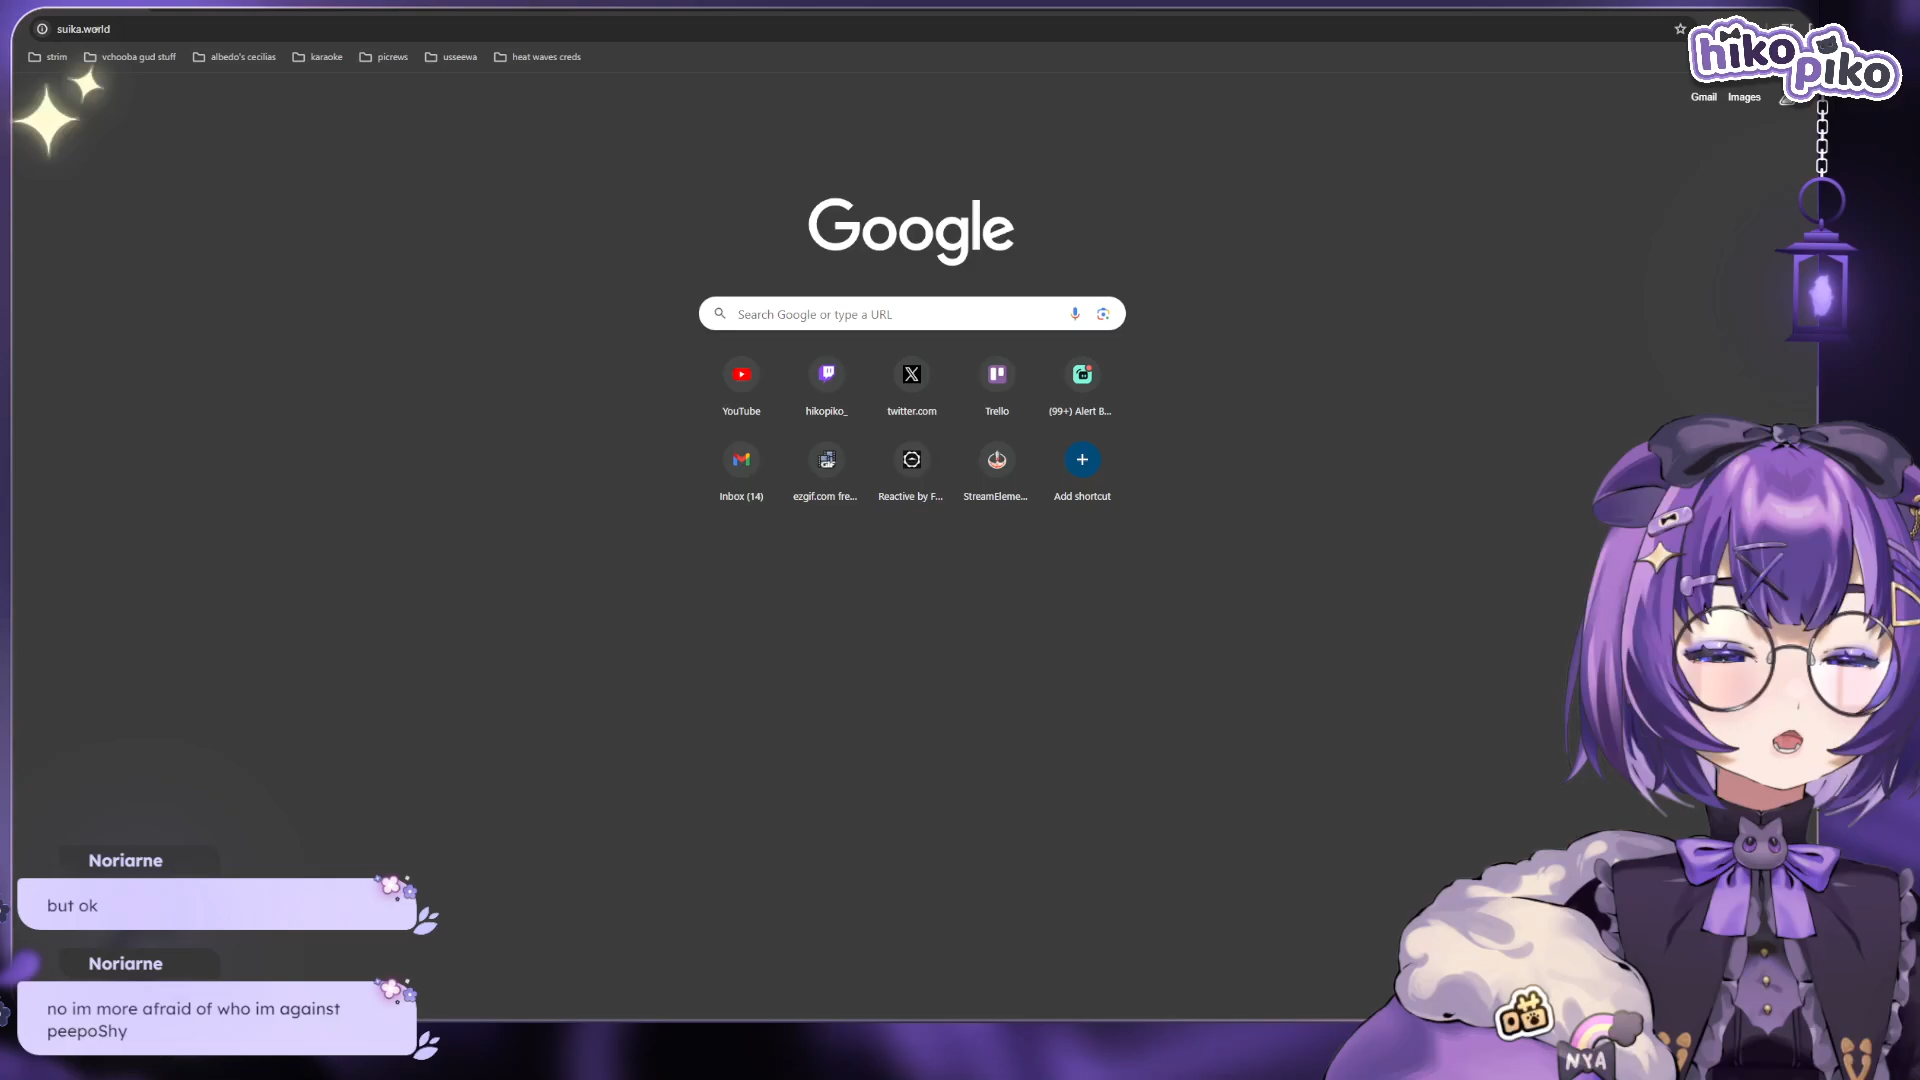 suika.world
strim
vchooba gud stuff
albedo's cecilias
karaoke
picrews
usseewa
heat waves creds
hiko
piko
Gmail
Images
Google
Search Google or type a URL
YouTube
hikopiko_
twitter.com
Trello
(99+) Alert B...
Inbox (14)
ezgif.com fre...
Reactive by F...
StreamEleme...
Add shortcut
Noriarne
but ok
Noriarne
no im more afraid of who im against
peepoShy
NYA